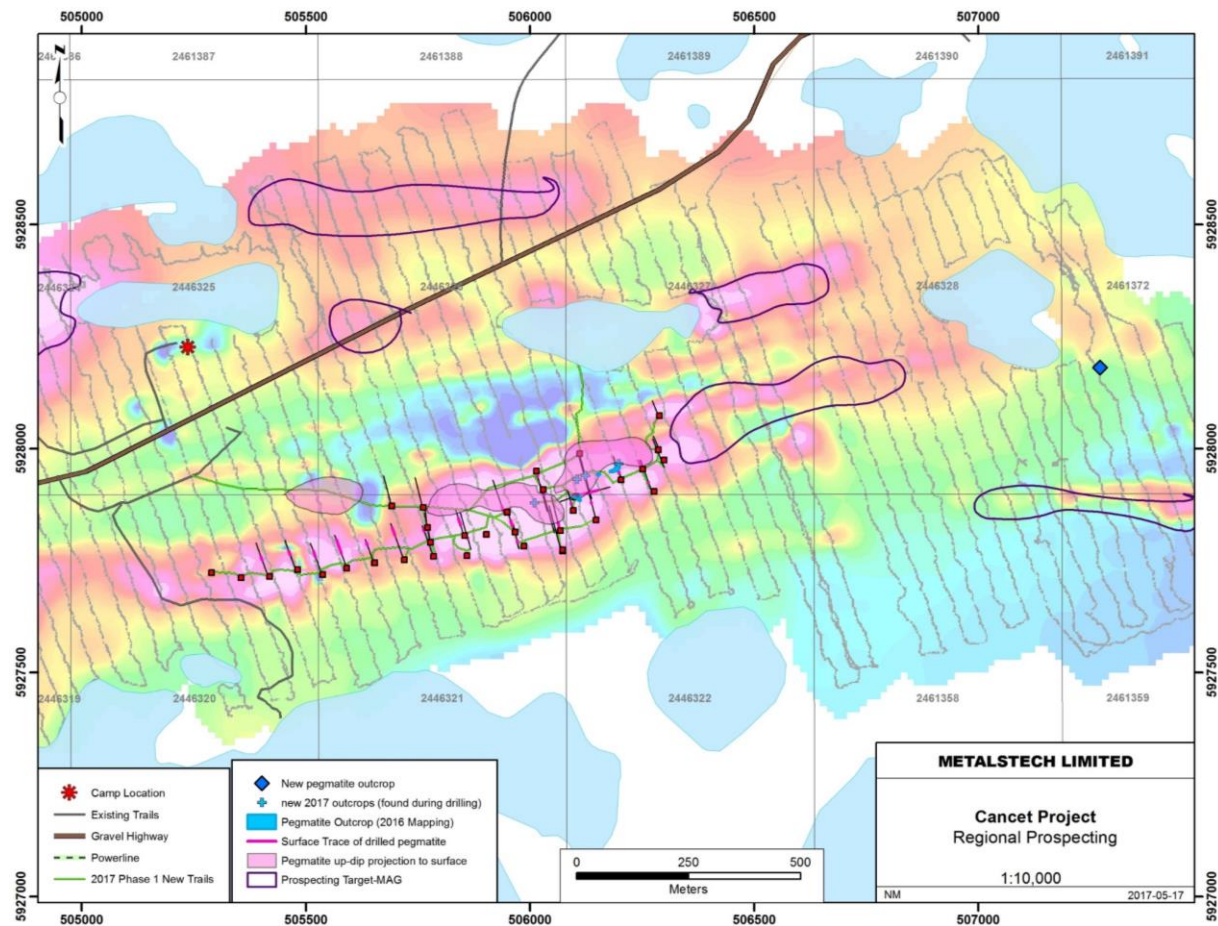 505000 505500 506000 506500 507000
2461387 2461388 2461389 2461390 2461391
5928500 5928500
2446325 2446328 2461372
5928000 5928000
5927500 5927500
2446319 2446320 2446321 2446322 2461358 2461359
5927000 5927000
Camp Location
Existing Trails
Gravel Highway
Powerline
2017 Phase 1 New Trails
New pegmatite outcrop
new 2017 outcrops (found during drilling)
Pegmatite Outcrop (2016 Mapping)
Surface Trace of drilled pegmatite
Pegmatite up-dip projection to surface
Prospecting Target-MAG
0 250 500
Meters
METALSTECH LIMITED
Cancet Project
Regional Prospecting
1:10,000
NM 2017-05-17
505000 505500 506000 506500 507000